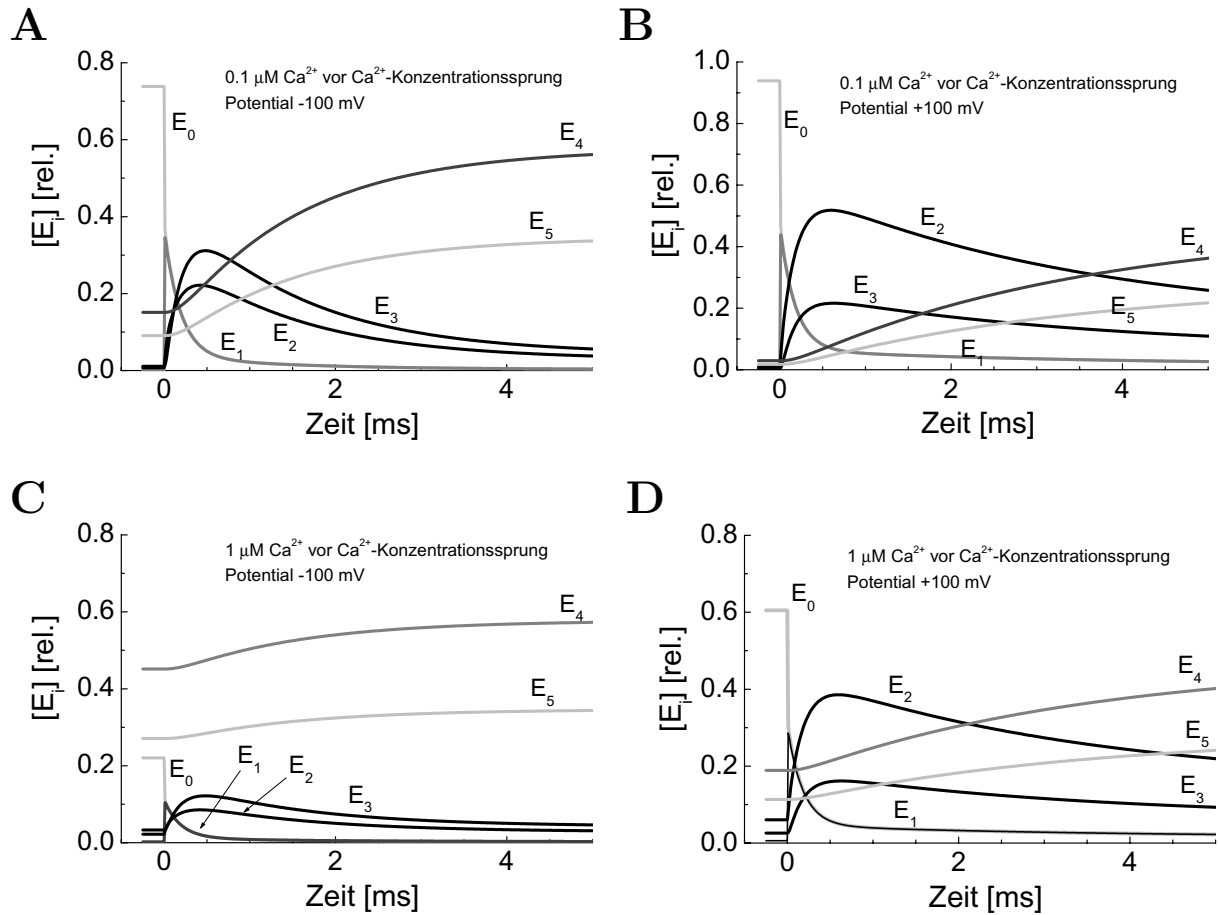 A
0.1 µM Ca²⁺ vor Ca²⁺-Konzentrationssprung
Potential -100 mV
[Eᵢ] [rel.]
0.8
0.6
0.4
0.2
0.0
E₀
E₄
E₅
E₃
E₂
E₁
0 2 4
Zeit [ms]
B
0.1 µM Ca²⁺ vor Ca²⁺-Konzentrationssprung
Potential +100 mV
[Eᵢ] [rel.]
1.0
0.8
0.6
0.4
0.2
0.0
E₀
E₂
E₄
E₃
E₅
E₁
0 2 4
Zeit [ms]
C
1 µM Ca²⁺ vor Ca²⁺-Konzentrationssprung
Potential -100 mV
[Eᵢ] [rel.]
0.8
0.6
0.4
0.2
0.0
E₄
E₅
E₀
E₁
E₂
E₃
0 2 4
Zeit [ms]
D
1 µM Ca²⁺ vor Ca²⁺-Konzentrationssprung
Potential +100 mV
[Eᵢ] [rel.]
0.8
0.6
0.4
0.2
0.0
E₀
E₂
E₄
E₅
E₃
E₁
0 2 4
Zeit [ms]